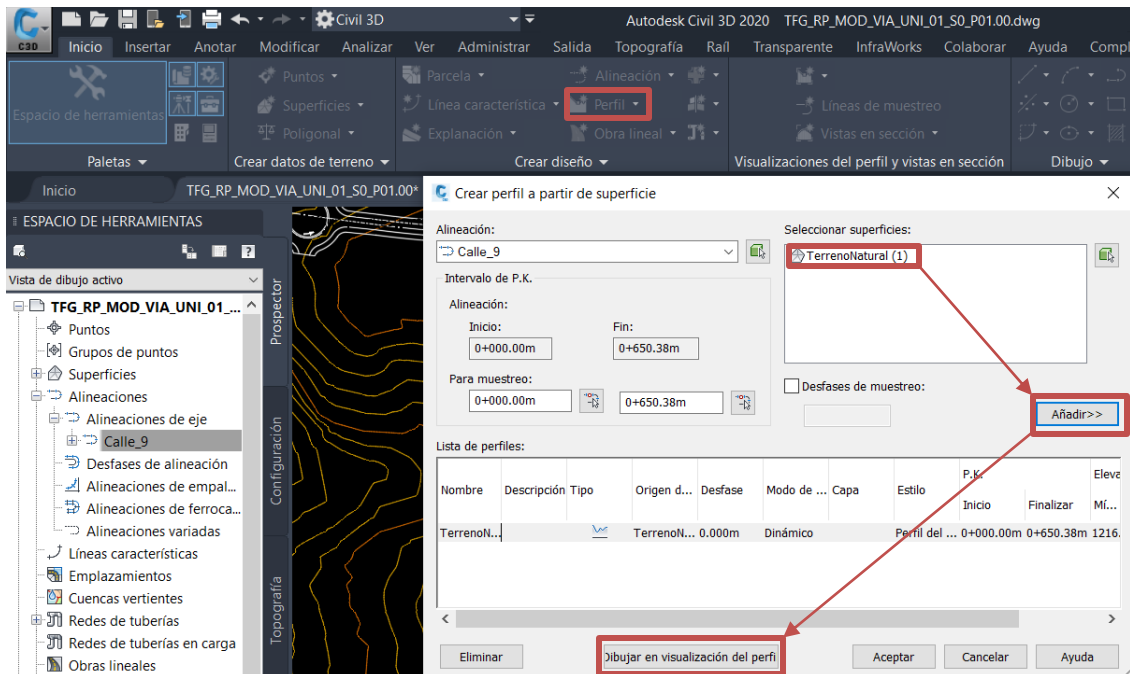 Civil 3D
Autodesk Civil 3D 2020 TFG_RP_MOD_VIA_UNI_01_S0_P01.00.dwg
C3D
Inicio Insertar Anotar Modificar Analizar Ver Administrar Salida Topografía Raíl Transparente InfraWorks Colaborar Ayuda Compl
Espacio de herramientas
Puntos
Superficies
Poligonal
Parcela
Línea característica
Explanación
Alineación
Perfil
Obra lineal
Líneas de muestreo
Vistas en sección
Paletas
Crear datos de terreno
Crear diseño
Visualizaciones del perfil y vistas en sección
Dibujo
Inicio
TFG_RP_MOD_VIA_UNI_01_S0_P01.00*
ESPACIO DE HERRAMIENTAS
Vista de dibujo activo
TFG_RP_MOD_VIA_UNI_01_...
Puntos
Grupos de puntos
Superficies
Alineaciones
Alineaciones de eje
Calle_9
Desfases de alineación
Alineaciones de empal...
Alineaciones de ferroca...
Alineaciones variadas
Líneas características
Emplazamientos
Cuencas vertientes
Redes de tuberías
Redes de tuberías en carga
Obras lineales
Prospector
Configuración
Topografía
Crear perfil a partir de superficie
Alineación:
Calle_9
Intervalo de P.K.
Alineación:
Inicio: Fin:
0+000.00m 0+650.38m
Para muestreo:
0+000.00m 0+650.38m
Seleccionar superficies:
TerrenoNatural (1)
Desfases de muestreo:
Añadir>>
Lista de perfiles:
Nombre Descripción Tipo Origen d... Desfase Modo de ... Capa Estilo P.K. Inicio Finalizar Eleva Mí...
TerrenoN... TerrenoN... 0.000m Dinámico Perfil del ... 0+000.00m 0+650.38m 1216.
Eliminar
Dibujar en visualización del perfi
Aceptar Cancelar Ayuda